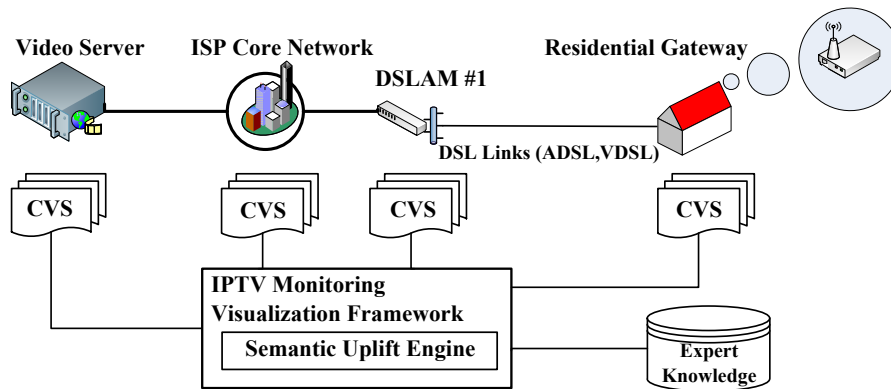 Video Server
ISP Core Network
Residential Gateway
DSLAM #1
DSL Links (ADSL,VDSL)
CVS
CVS
CVS
CVS
IPTV Monitoring
Visualization Framework
Semantic Uplift Engine
Expert
Knowledge